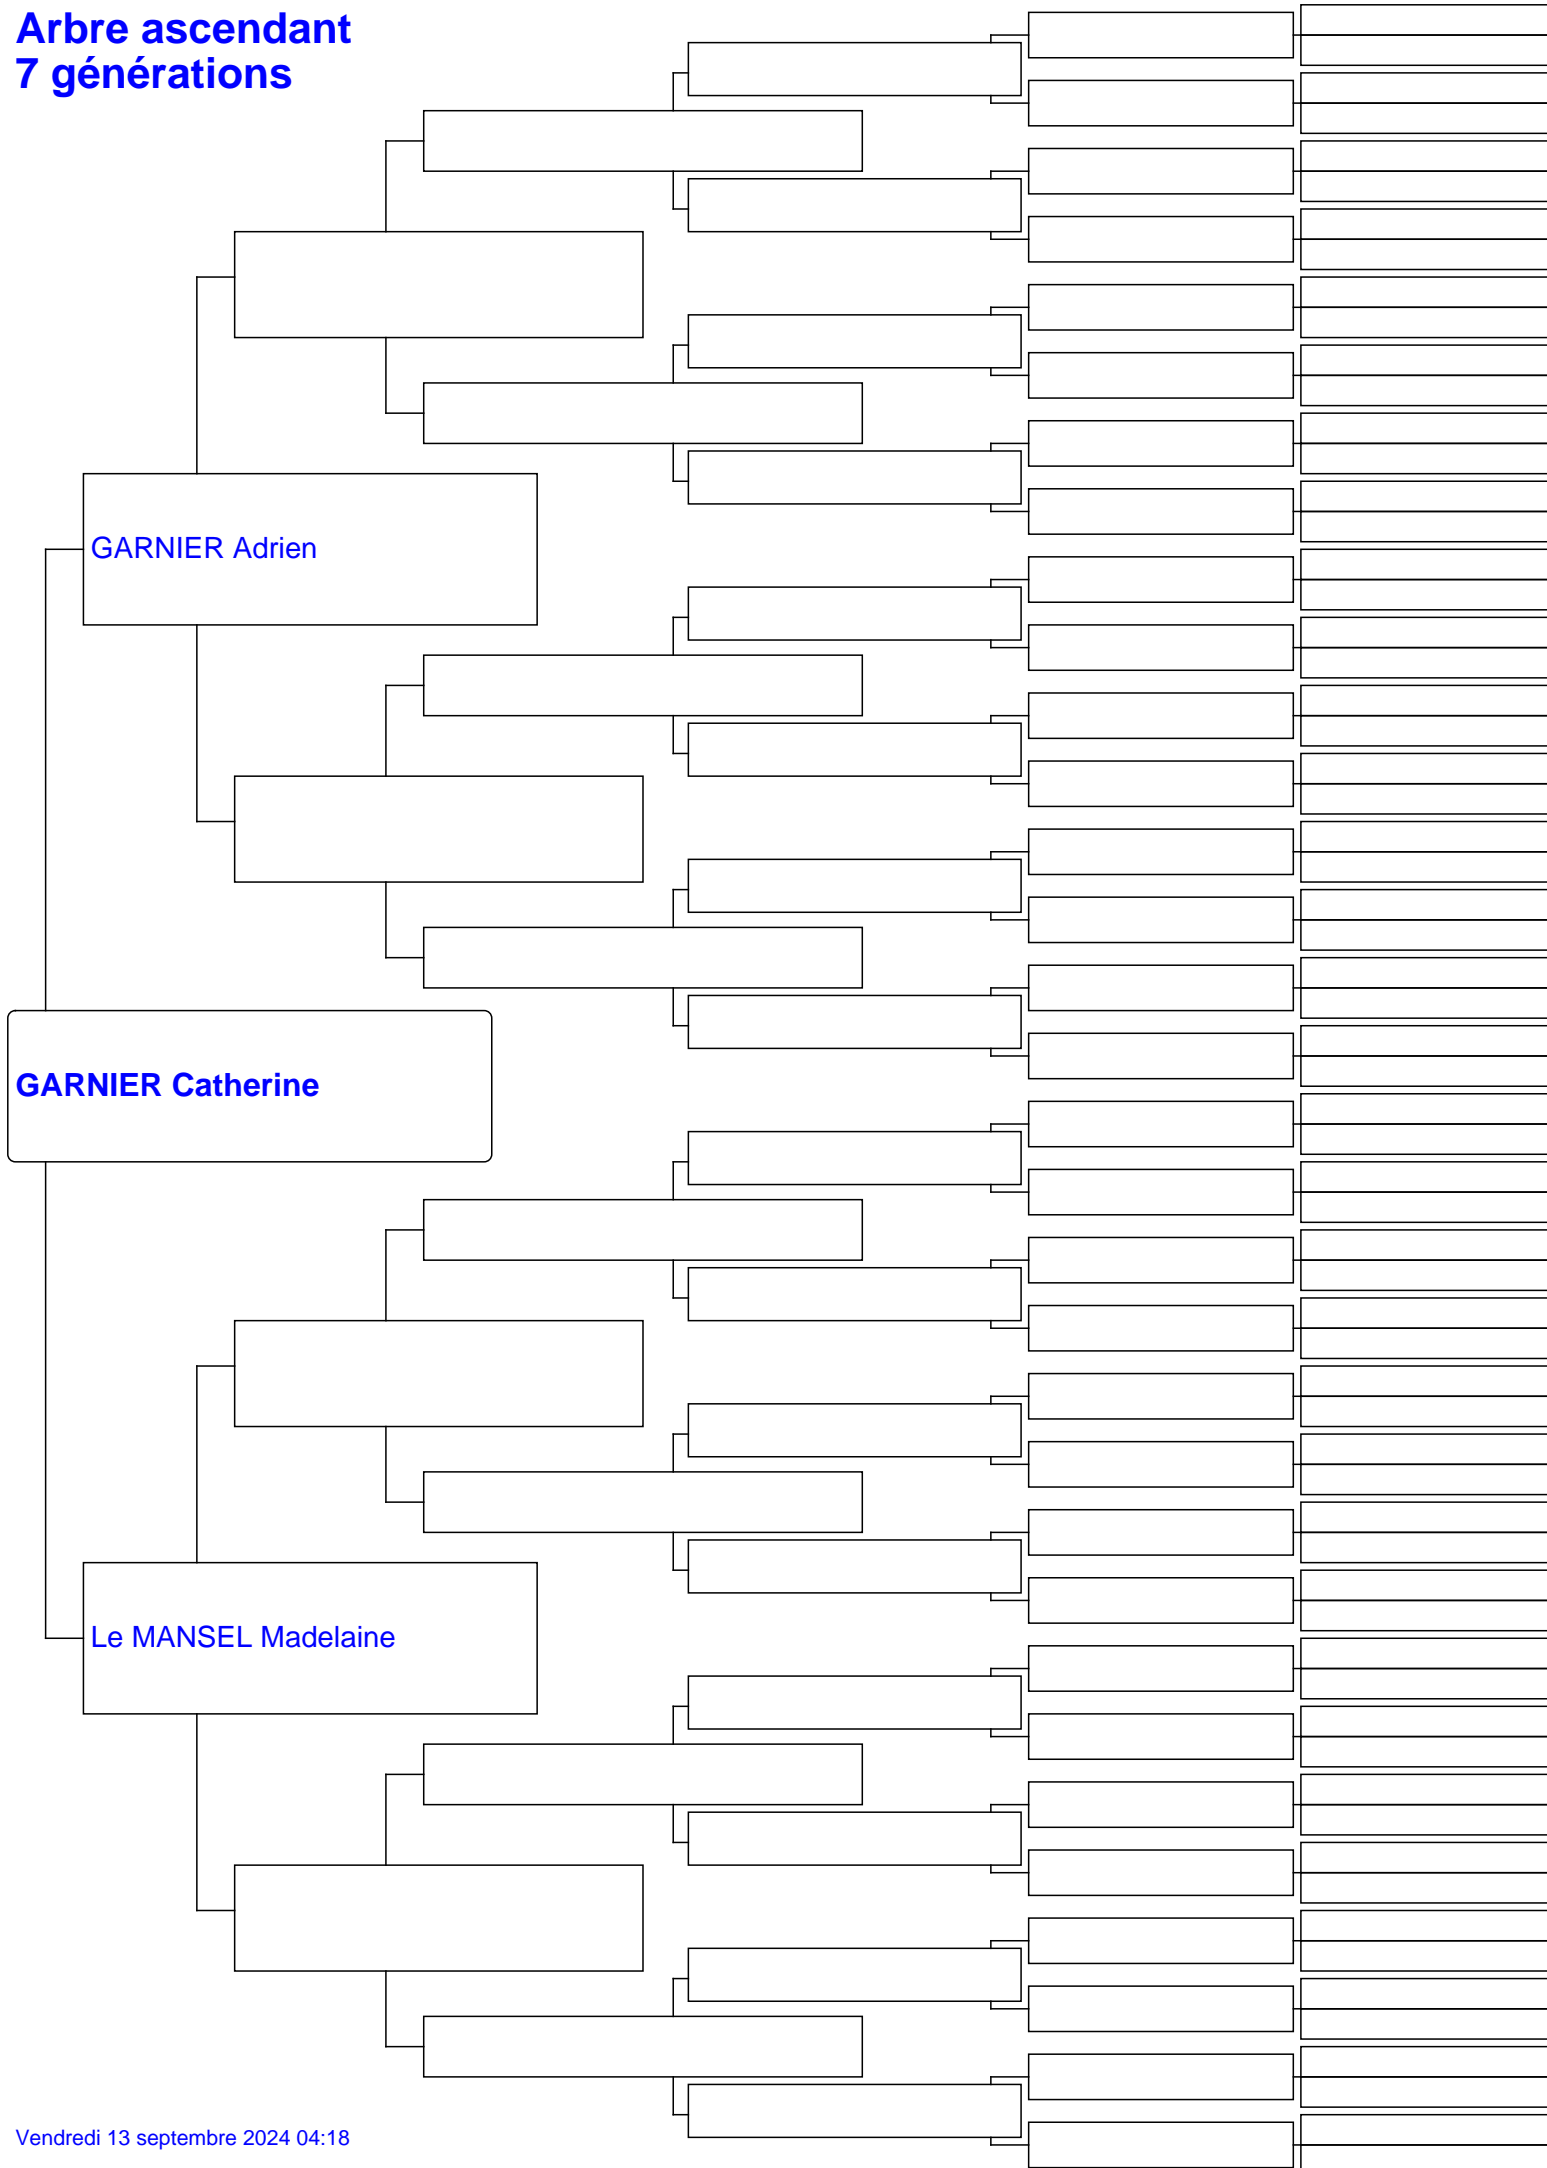 Arbre ascendant
7 générations
GARNIER Adrien
GARNIER Catherine
Le MANSEL Madelaine
Vendredi 13 septembre 2024 04:18